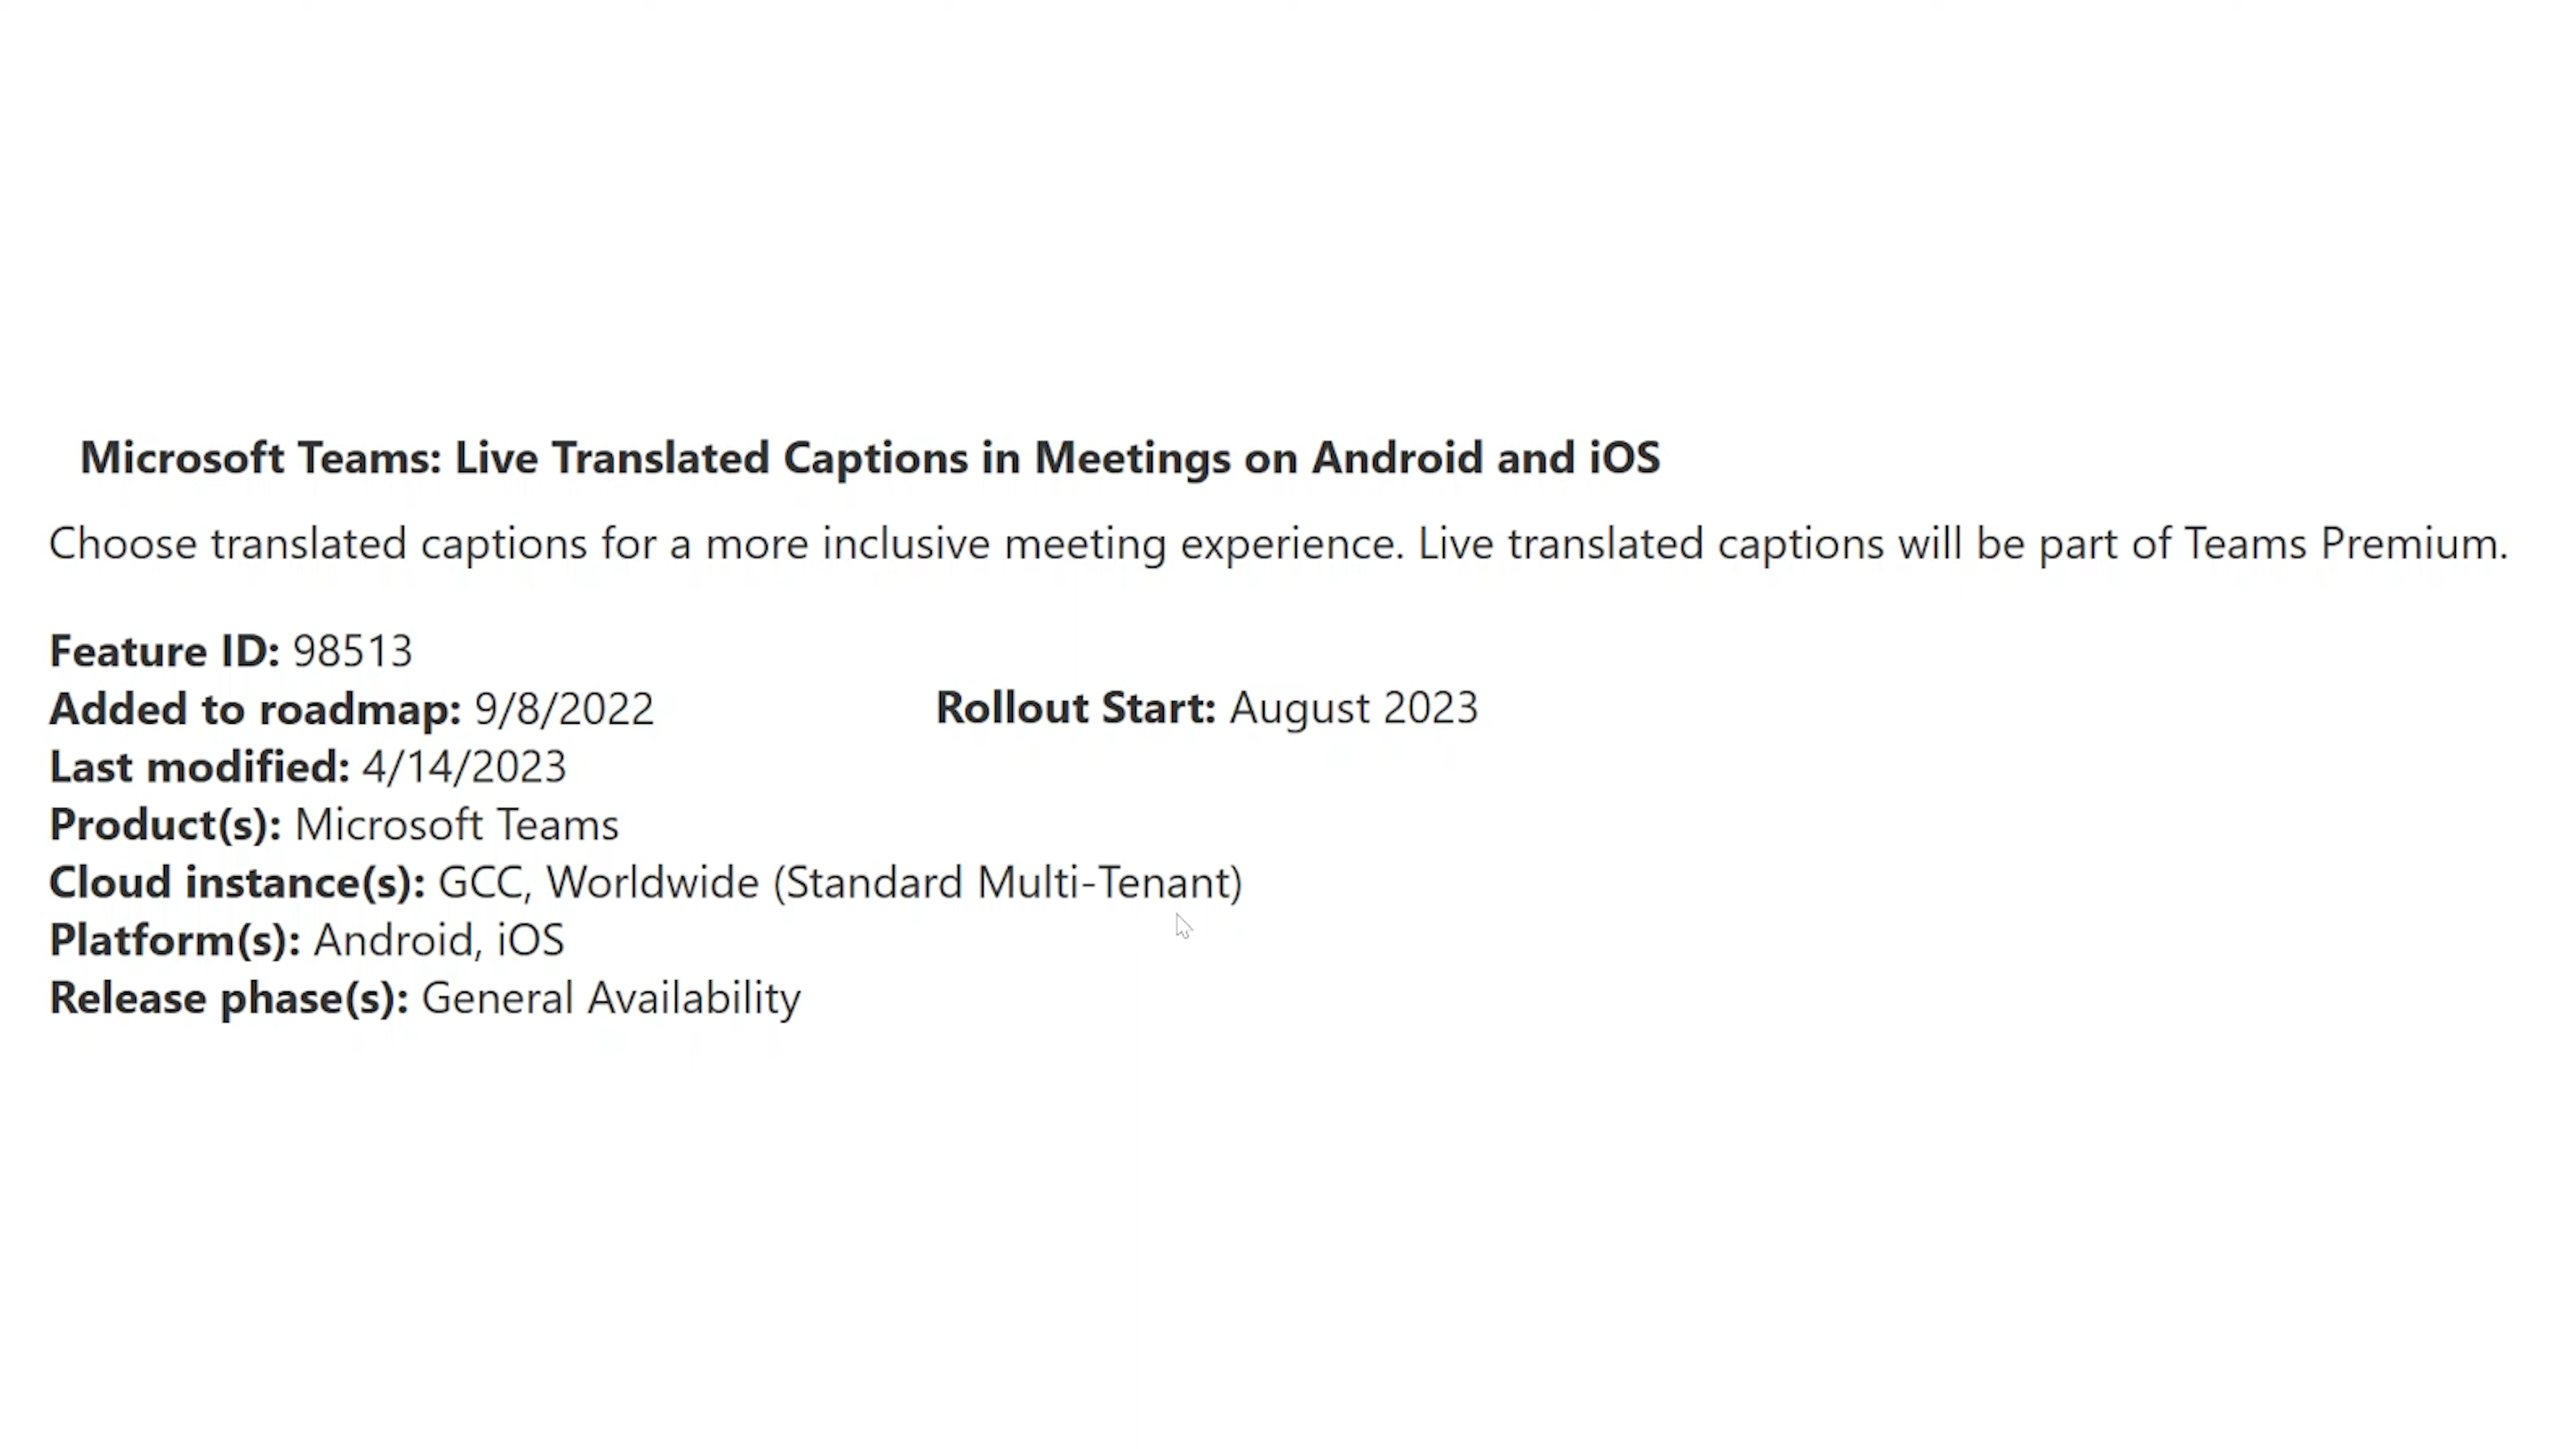 Microsoft Teams: Live Translated Captions in Meetings on Android and iOS
Choose translated captions for a more inclusive meeting experience. Live translated captions will be part of Teams Premium.
Feature ID: 98513
Added to roadmap: 9/8/2022
Rollout Start: August 2023
Last modified: 4/14/2023
Product(s): Microsoft Teams
Cloud instance(s): GCC, Worldwide (Standard Multi-Tenant)
Platform(s): Android, iOS
Release phase(s): General Availability